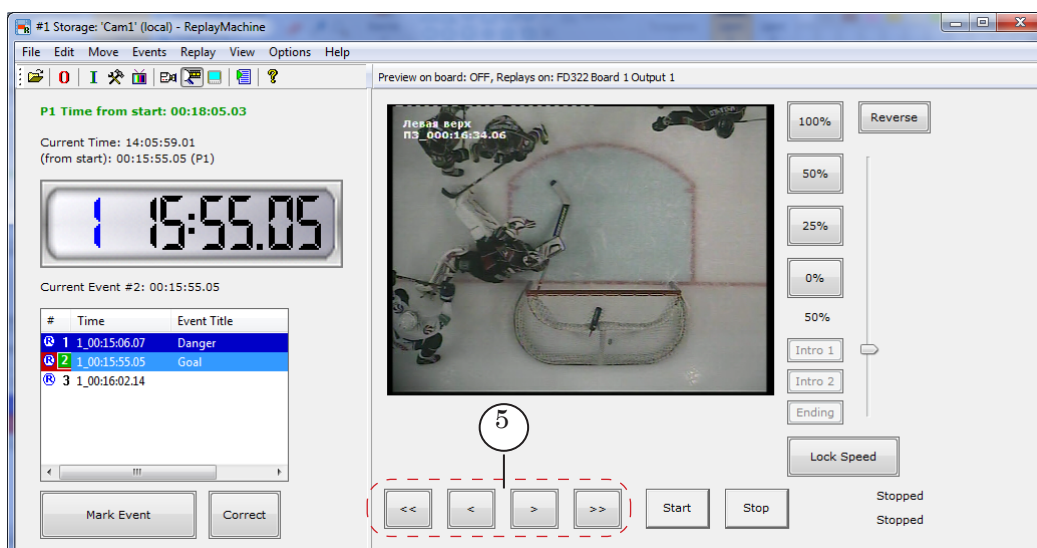 #1 Storage: 'Cam1' (local) - ReplayMachine
File Edit Move Events Replay View Options Help
Preview on board: OFF, Replays on: FD322 Board 1 Output 1
P1 Time from start: 00:18:05.03
Current Time: 14:05:59.01
(from start): 00:15:55.05 (P1)
1 15:55.05
Current Event #2: 00:15:55.05
# Time Event Title
R 1 1_00:15:06.07 Danger
R 2 1_00:15:55.05 Goal
R 3 1_00:16:02.14
Mark Event Correct
Левая верх
П3_000:16:34.06
100% Reverse
50%
25%
0%
50%
Intro 1
Intro 2
Ending
Lock Speed
5
<< < > >> Start Stop
Stopped
Stopped